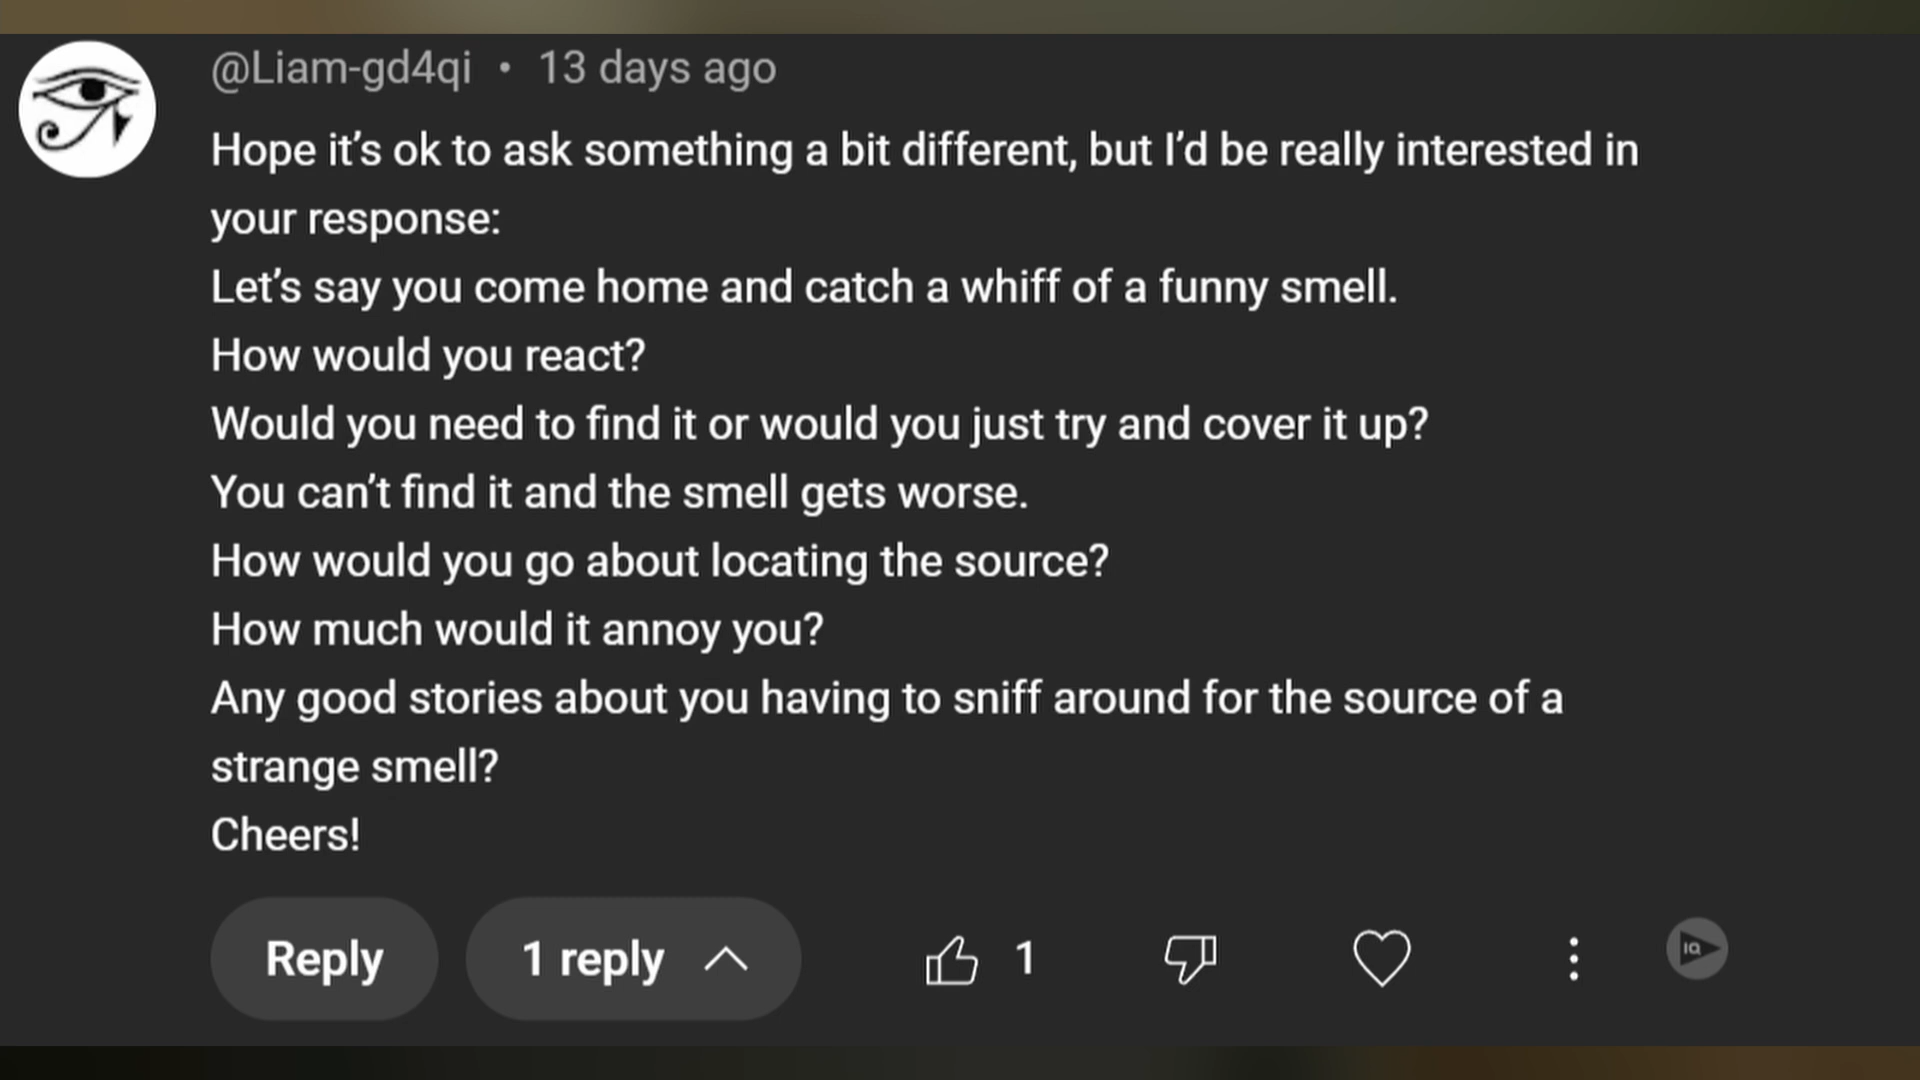 @Liam-gd4qi • 13 days ago
Hope it’s ok to ask something a bit different, but I’d be really interested in
your response:
Let’s say you come home and catch a whiff of a funny smell.
How would you react?
Would you need to find it or would you just try and cover it up?
You can’t find it and the smell gets worse.
How would you go about locating the source?
How much would it annoy you?
Any good stories about you having to sniff around for the source of a
strange smell?
Cheers!
Reply 1 reply 1 IQ